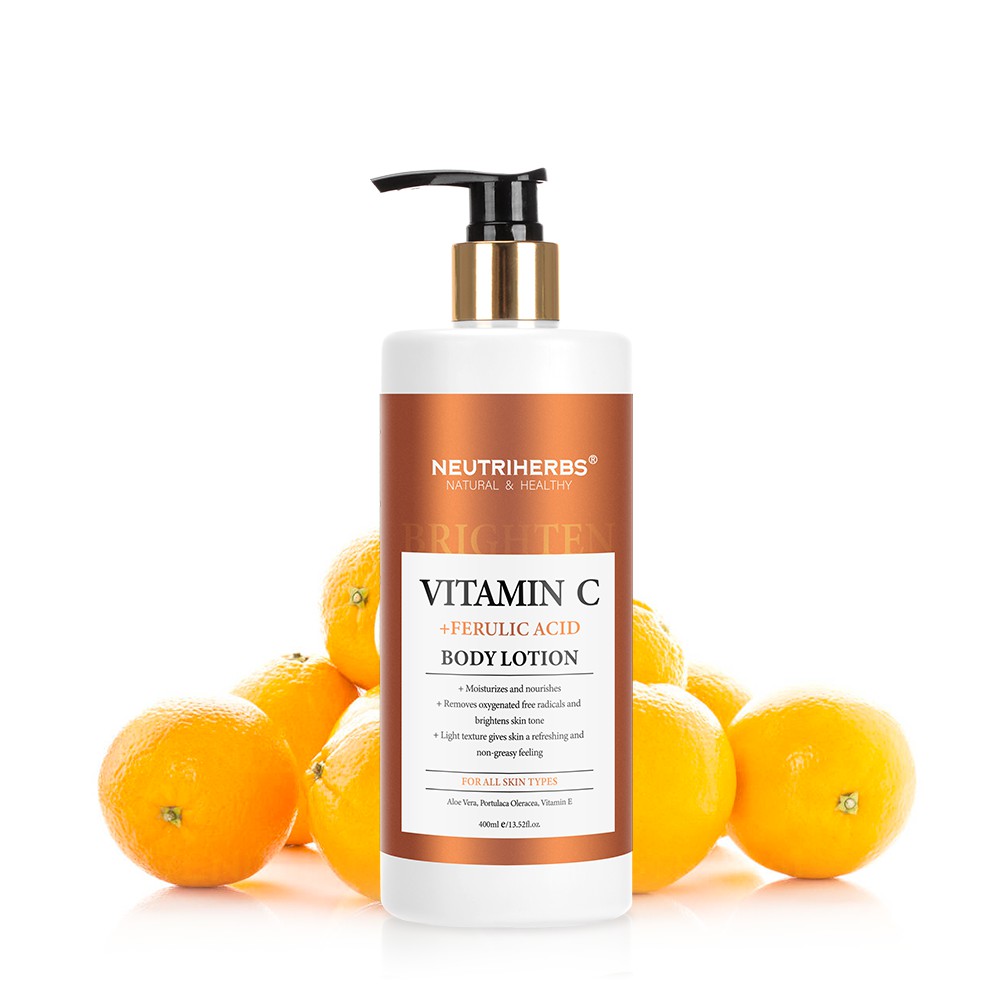 NEUTRIHERBS®
NATURAL & HEALTHY
BRIGHTEN
VITAMIN C
+FERULIC ACID
BODY LOTION
+ Moisturizes and nourishes
+ Removes oxygenated free radicals and
brightens skin tone
+ Light texture gives skin a refreshing and
non-greasy feeling
FOR ALL SKIN TYPES
Aloe Vera, Portulaca Oleracea, Vitamin E
400ml e/13.52fl.oz.